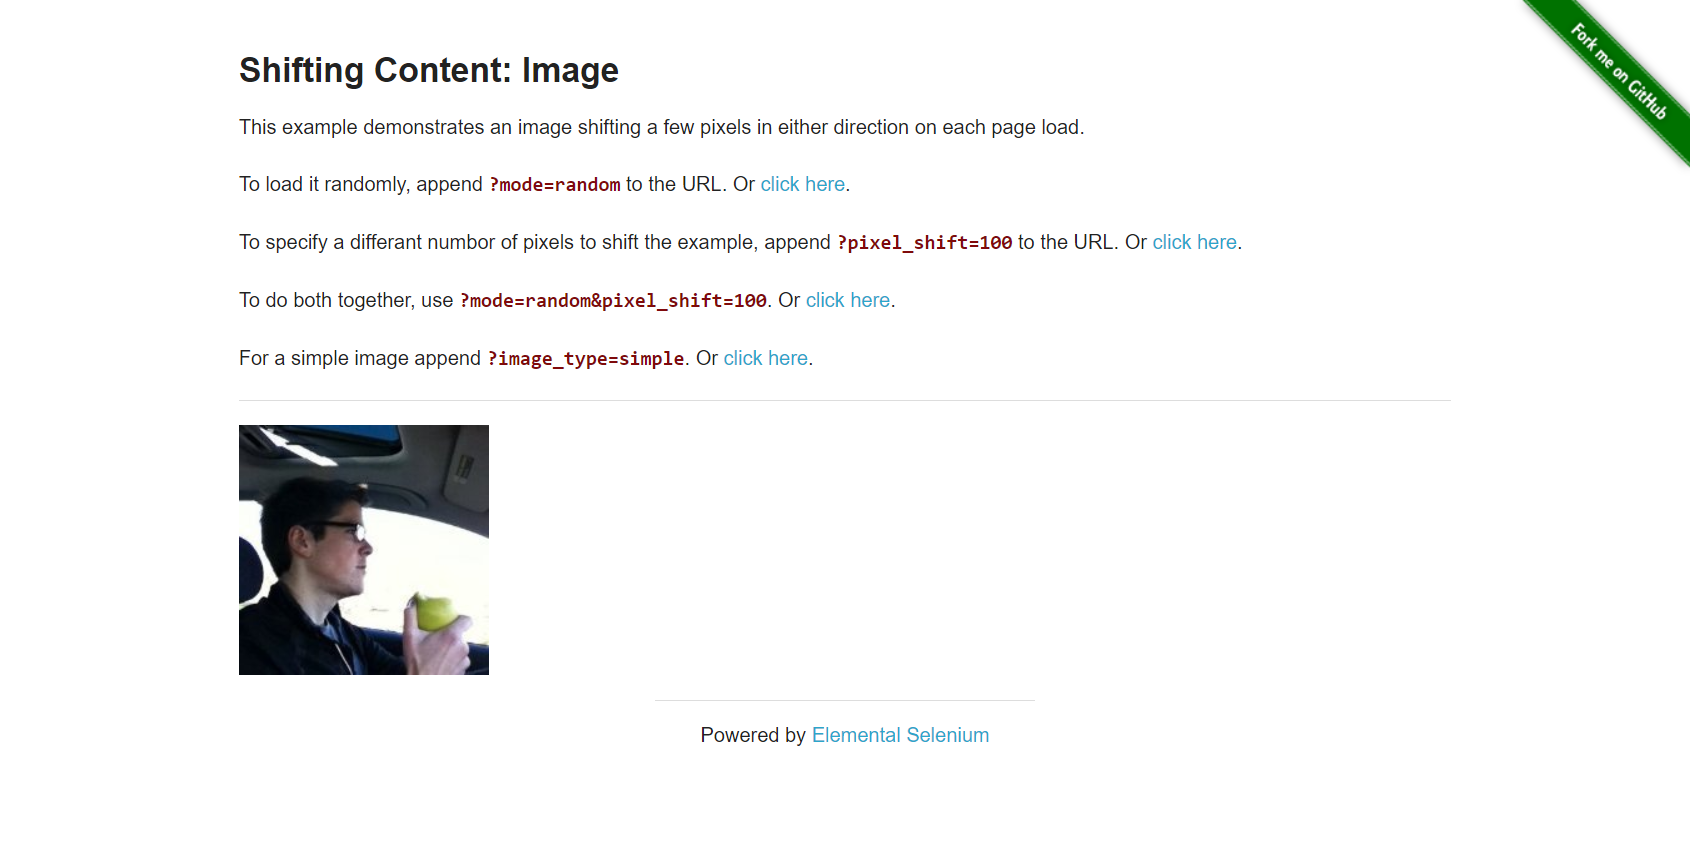 Fork me on GitHub
Shifting Content: Image
This example demonstrates an image shifting a few pixels in either direction on each page load.
To load it randomly, append ?mode=random to the URL. Or click here.
To specify a differant numbor of pixels to shift the example, append ?pixel_shift=100 to the URL. Or click here.
To do both together, use ?mode=random&pixel_shift=100. Or click here.
For a simple image append ?image_type=simple. Or click here.
Powered by Elemental Selenium